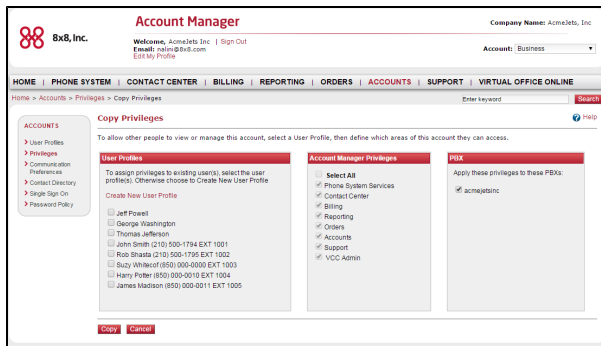 Account Manager
Company Name: AcmeJets, Inc
8x8, Inc.
Welcome, AcmeJets Inc | Sign Out
Email: nalini@8x8.com
Edit My Profile
Account: Business
HOME | PHONE SYSTEM | CONTACT CENTER | BILLING | REPORTING | ORDERS | ACCOUNTS | SUPPORT | VIRTUAL OFFICE ONLINE
Home > Accounts > Privileges > Copy Privileges
Enter keyword
Search
ACCOUNTS
User Profiles
Privileges
Communication
Preferences
Contact Directory
Single Sign On
Password Policy
Copy Privileges
Help
To allow other people to view or manage this account, select a User Profile, then define which areas of this account they can access.
User Profiles
To assign privileges to existing user(s), select the user
profile(s). Otherwise choose to Create New User Profile
Create New User Profile
Jeff Powell
George Washington
Thomas Jefferson
John Smith (210) 500-1794 EXT 1001
Rob Shasta (210) 500-1795 EXT 1002
Suzy Whitecof (850) 000-0000 EXT 1003
Harry Potter (850) 000-0010 EXT 1004
James Madison (850) 000-0011 EXT 1005
Account Manager Privileges
Select All
Phone System Services
Contact Center
Billing
Reporting
Orders
Accounts
Support
VCC Admin
PBX
Apply these privileges to these PBXs:
acmejetsinc
Copy
Cancel